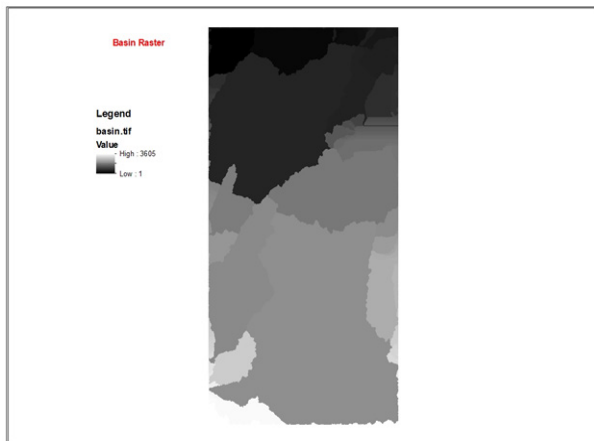 Basin Raster
Legend
basin.tif
Value
High : 3605
Low : 1